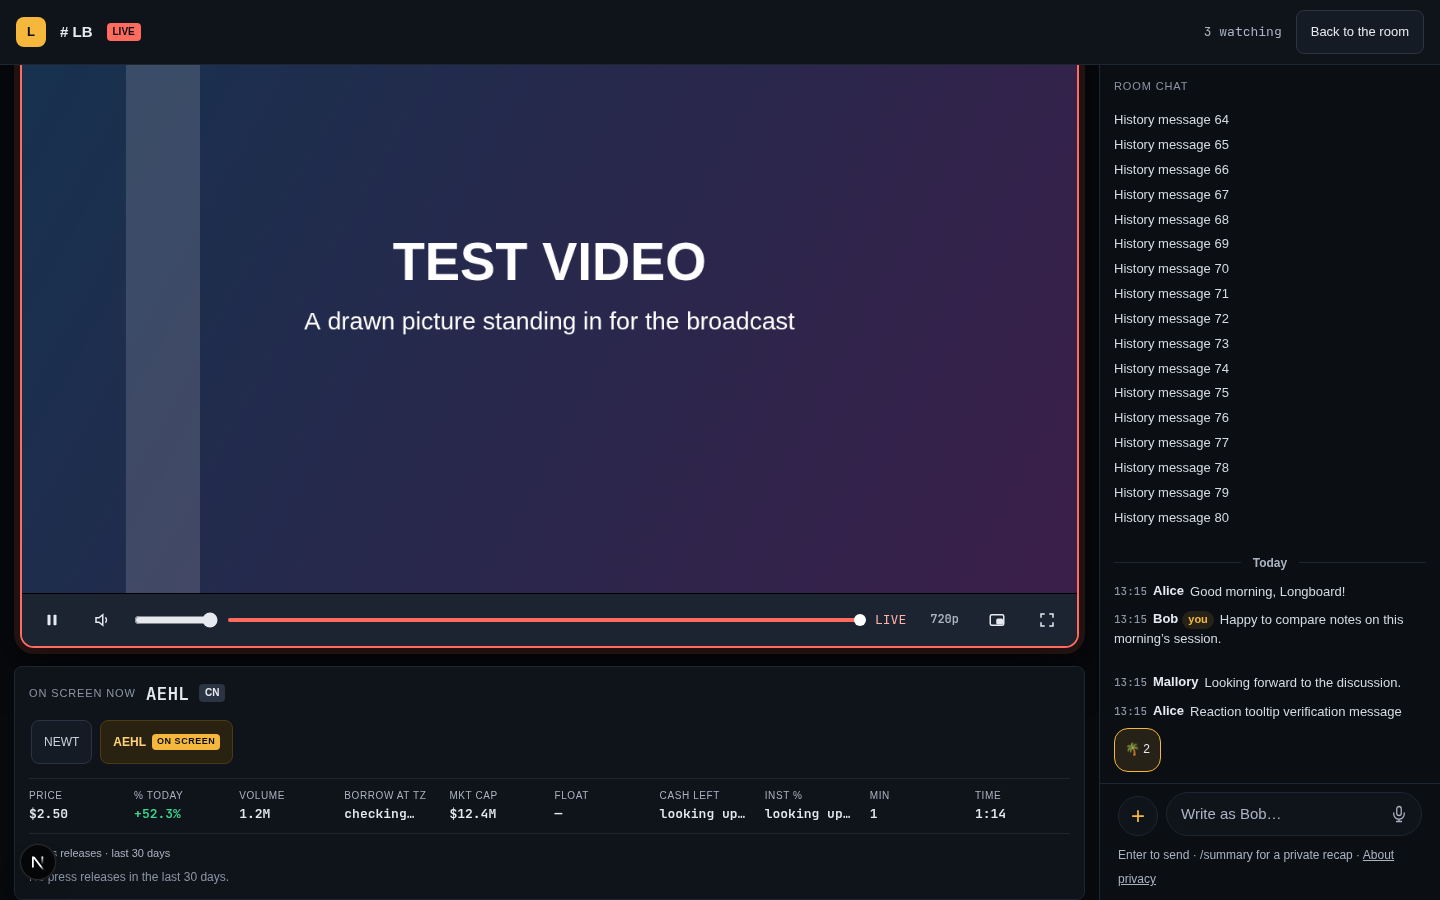 L # LB LIVE 3 watching Back to the room
TEST VIDEO
A drawn picture standing in for the broadcast
LIVE 720p
ON SCREEN NOW AEHL CN
NEWT AEHL ON SCREEN
PRICE % TODAY VOLUME BORROW AT TZ MKT CAP FLOAT CASH LEFT INST % MIN TIME
$2.50 +52.3% 1.2M checking… $12.4M — looking up… looking up… 1 1:14
releases · last 30 days
press releases in the last 30 days.
ROOM CHAT
History message 64
History message 65
History message 66
History message 67
History message 68
History message 69
History message 70
History message 71
History message 72
History message 73
History message 74
History message 75
History message 76
History message 77
History message 78
History message 79
History message 80
Today
13:15 Alice Good morning, Longboard!
13:15 Bob you Happy to compare notes on this
morning's session.
13:15 Mallory Looking forward to the discussion.
13:15 Alice Reaction tooltip verification message
🌴 2
+ Write as Bob…
Enter to send · /summary for a private recap · About
privacy